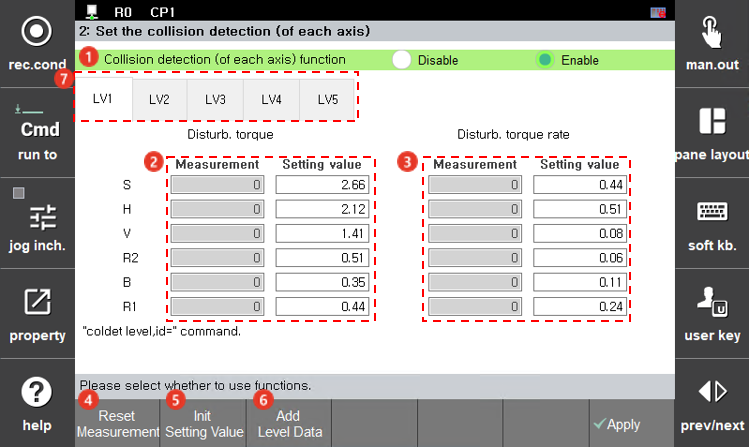 R0 CP1
2: Set the collision detection (of each axis)
1 Collision detection (of each axis) function Disable Enable
7
LV1 LV2 LV3 LV4 LV5
Disturb. torque Disturb. torque rate
2 Measurement Setting value 3 Measurement Setting value
S 0 2.66 0 0.44
H 0 2.12 0 0.51
V 0 1.41 0 0.08
R2 0 0.51 0 0.06
B 0 0.35 0 0.11
R1 0 0.44 0 0.24
"coldet level,id=" command.
Please select whether to use functions.
4 Reset Measurement
5 Init Setting Value
6 Add Level Data
Apply
rec.cond
Cmd
run to
jog inch.
property
?
help
man.out
pane layout
soft kb.
U
user key
prev/next